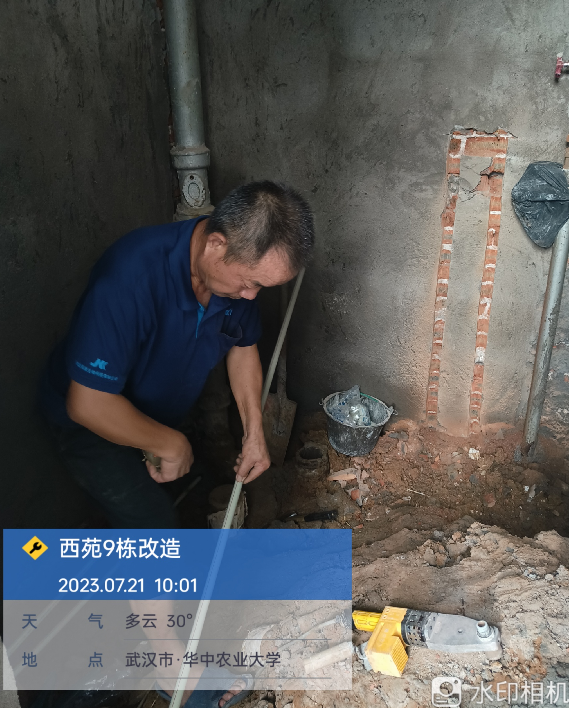 西苑9栋改造
2023.07.21 10:01
天 气 多云 30°
地 点 武汉市·华中农业大学
水印相机